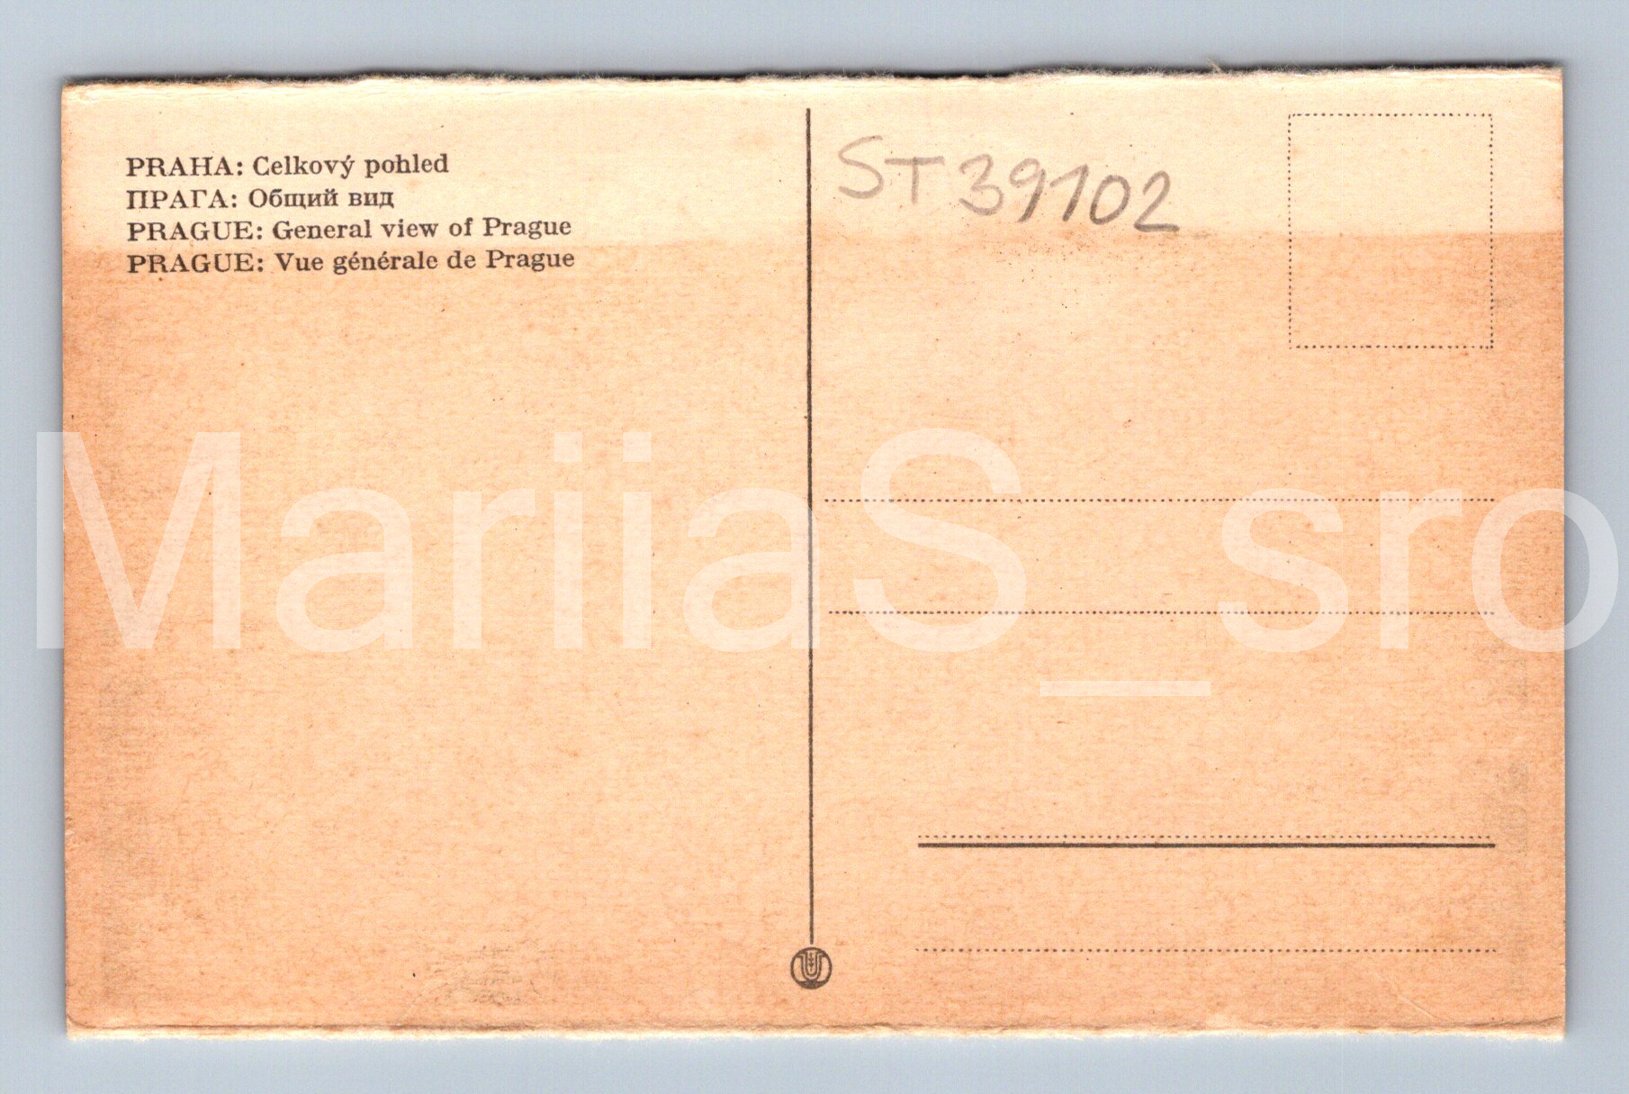 PRAHA: Celkový pohled
ПРАГА: Общий вид
PRAGUE: General view of Prague
PRAGUE: Vue générale de Prague
ST39102
MariiaS_sro